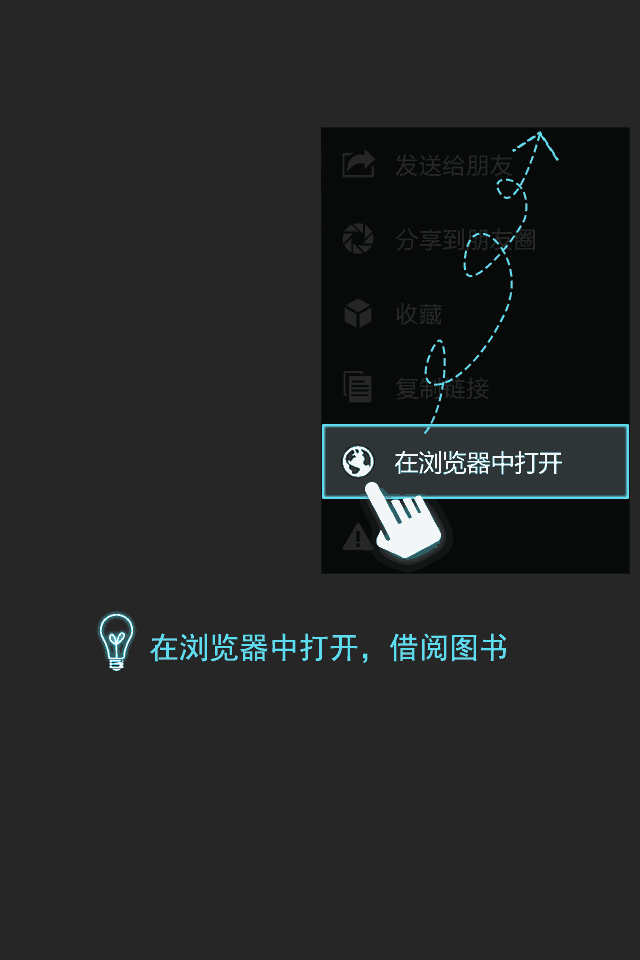 发送给朋友
分享到朋友圈
收藏
复制链接
在浏览器中打开
在浏览器中打开，借阅图书